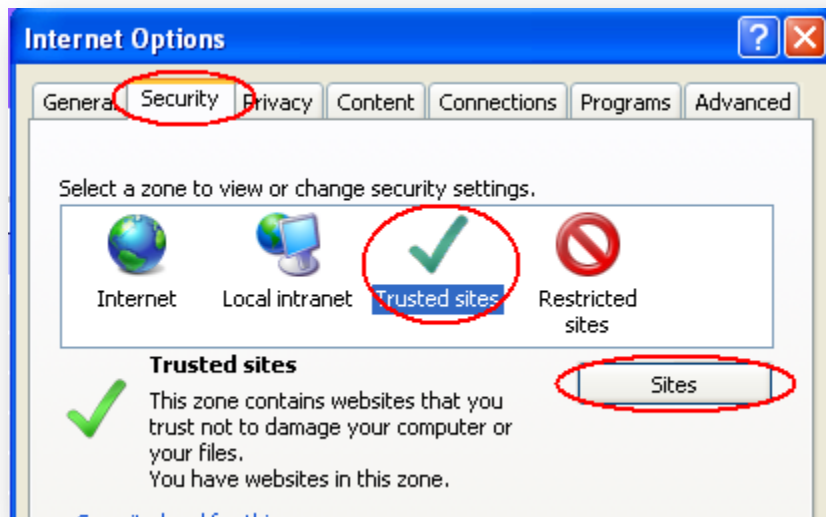 Internet Options
General Security Privacy Content Connections Programs Advanced
Select a zone to view or change security settings.
Internet Local intranet Trusted sites Restricted sites
Trusted sites
Sites
This zone contains websites that you
trust not to damage your computer or
your files.
You have websites in this zone.